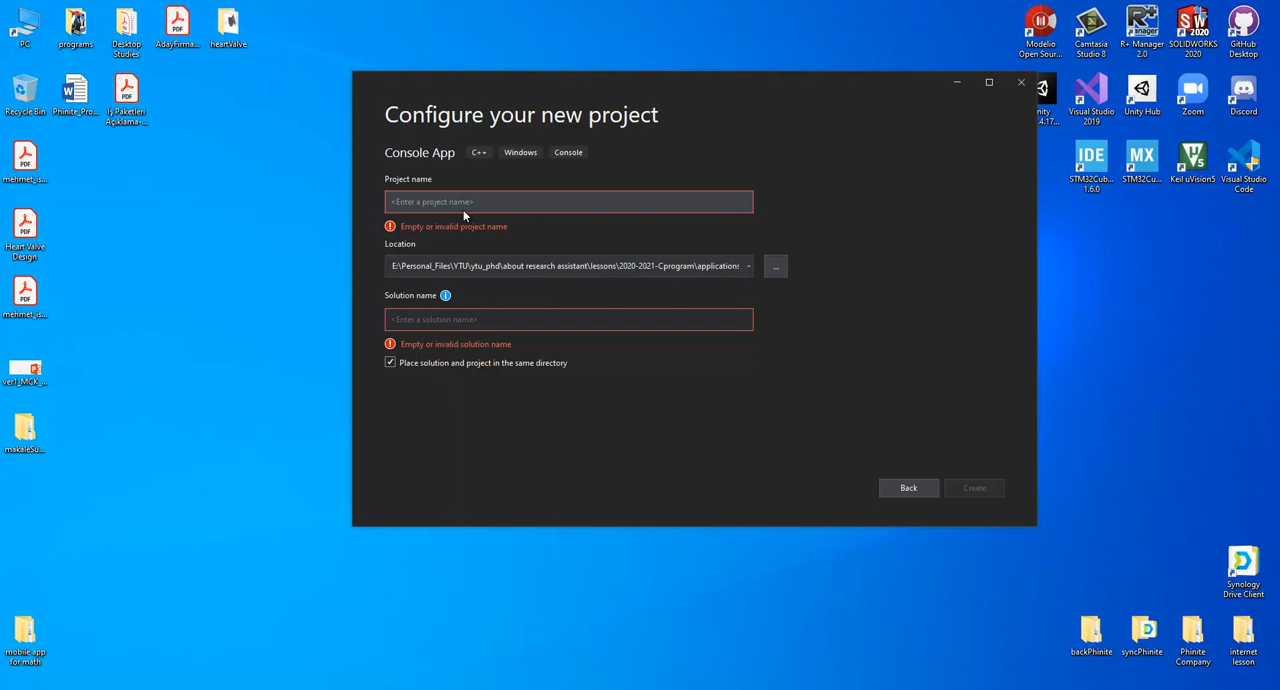 PC
programs
Desktop
Studies
AdayFirma...
heartValve
Modelio
Open Sour...
Camtasia
Studio 8
R+ Manager
2.0
SOLIDWORKS
2020
GitHub
Desktop
Recycle Bin
Phinite_Pro...
İş Paketleri
Açıklama-...
Visual Studio
2019
Unity Hub
Zoom
Discord
mehmet_is...
STM32Cub...
1.6.0
STM32Cu...
Keil uVision5
Visual Studio
Code
Heart Valve
Design
mehmet_is...
ver1_MCK_...
makaleSu...
mobile app
for math
Configure your new project
Console App C++ Windows Console
Project name
<Enter a project name>
Empty or invalid project name
Location
E:\Personal_Files\YTU\ytu_phd\about research assistant\lessons\2020-2021-Cprogram\applications
...
Solution name
<Enter a solution name>
Empty or invalid solution name
Place solution and project in the same directory
Back
Create
Synology
Drive Client
backPhinite
syncPhinite
Phinite
Company
internet
lesson